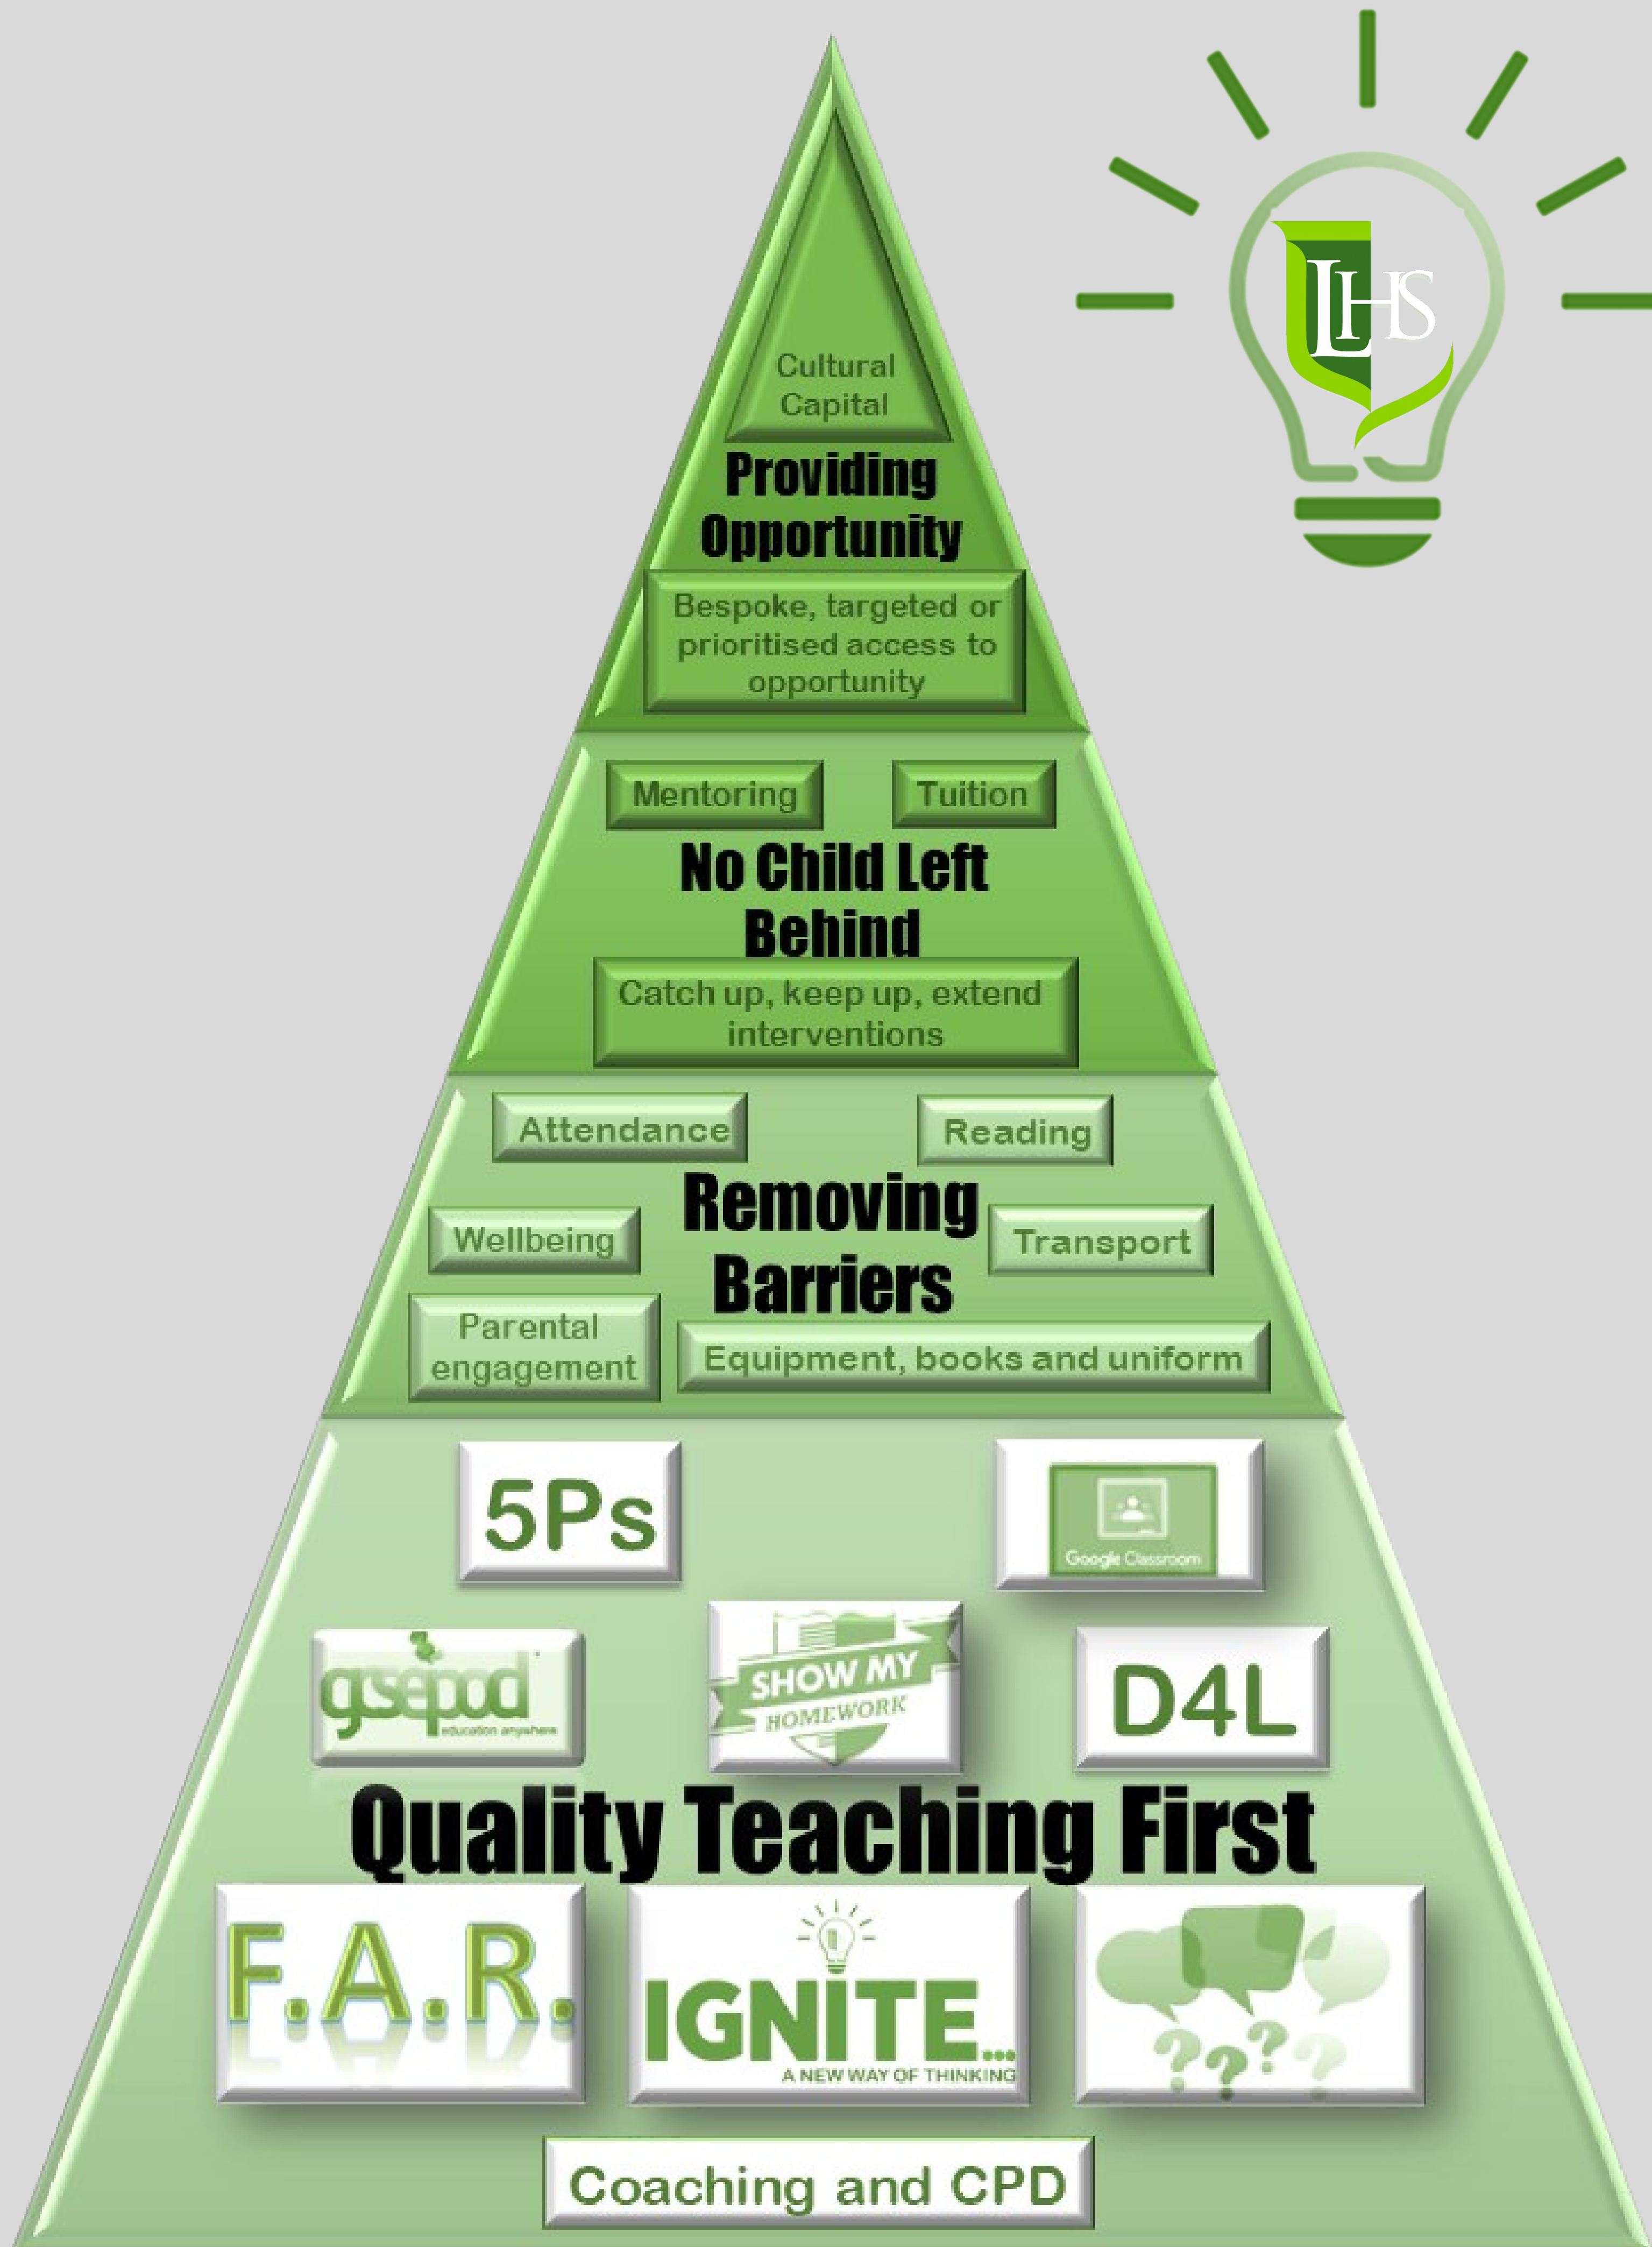 LHS
Cultural
Capital
Providing
Opportunity
Bespoke, targeted or
prioritised access to
opportunity
Mentoring
Tuition
No Child Left
Behind
Catch up, keep up, extend
interventions
Attendance
Reading
Removing
Barriers
Wellbeing
Transport
Parental
engagement
Equipment, books and uniform
5Ps
Google Classroom
gcsepod
education anywhere
SHOW MY
HOMEWORK
D4L
Quality Teaching First
F.A.R.
IGNITE...
A NEW WAY OF THINKING
? ? ? ?
Coaching and CPD